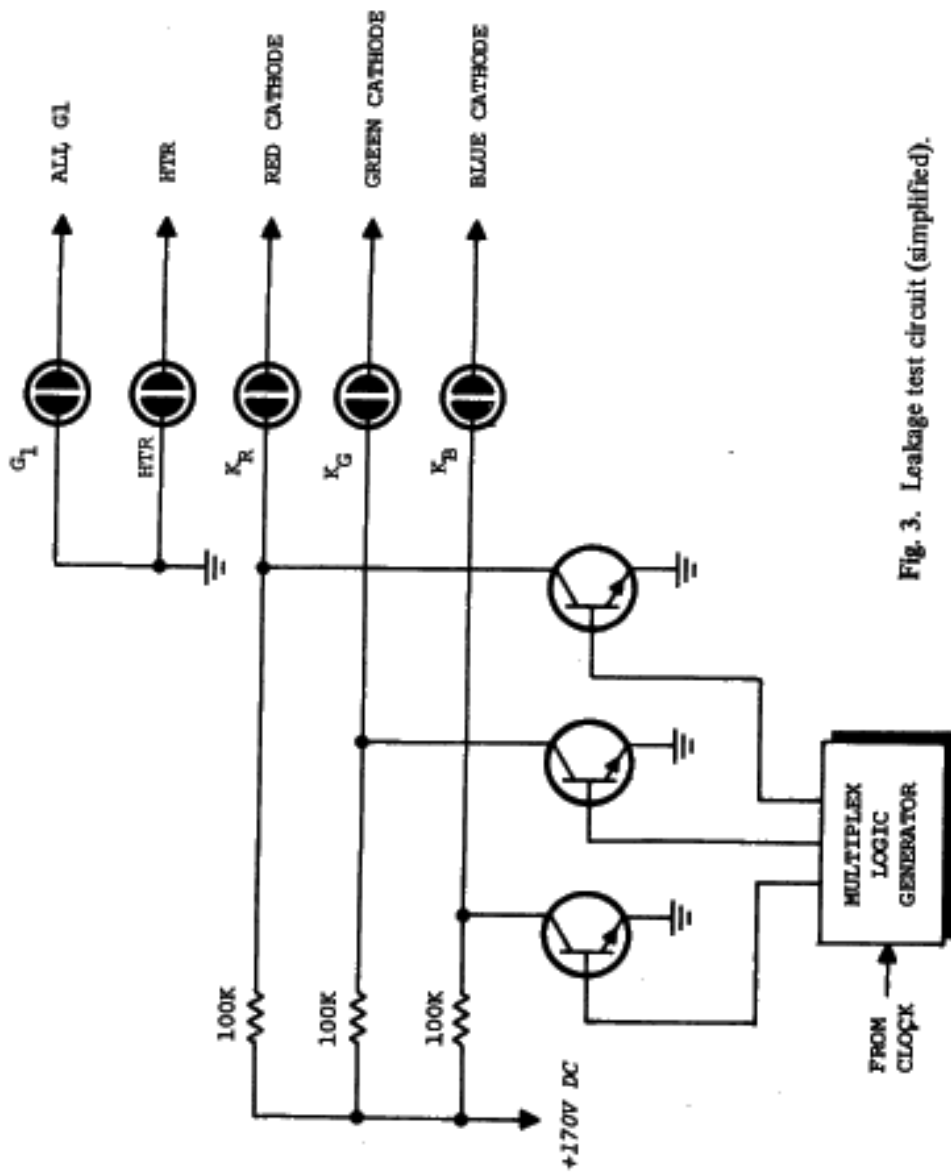 G1
ALL G1
HTR
HTR
KR
RED CATHODE
100K
KG
GREEN CATHODE
100K
KB
BLUE CATHODE
100K
+170V DC
FROM
CLOCK
MULTIPLEX
LOGIC
GENERATOR
Fig. 3. Leakage test circuit (simplified).